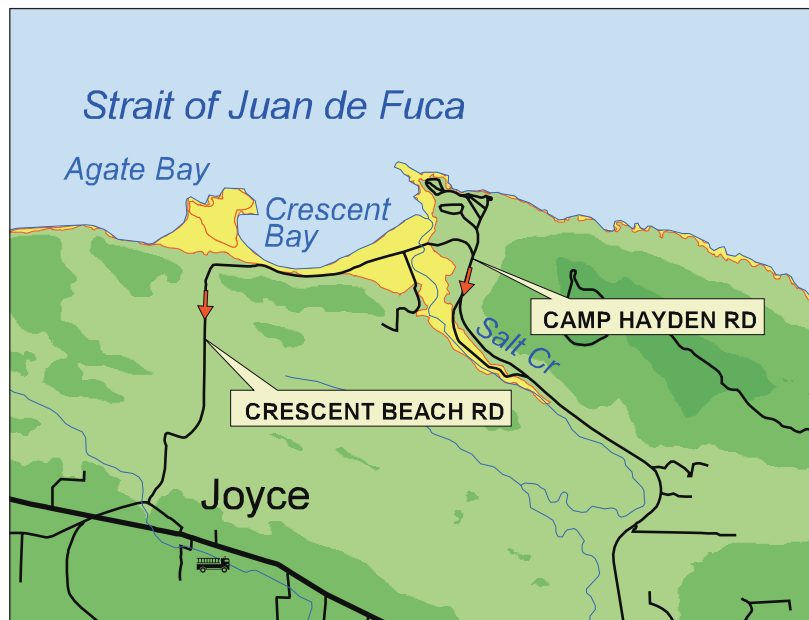 Strait of Juan de Fuca
Agate Bay
Crescent
Bay
CAMP HAYDEN RD
Salt Cr
CRESCENT BEACH RD
Joyce